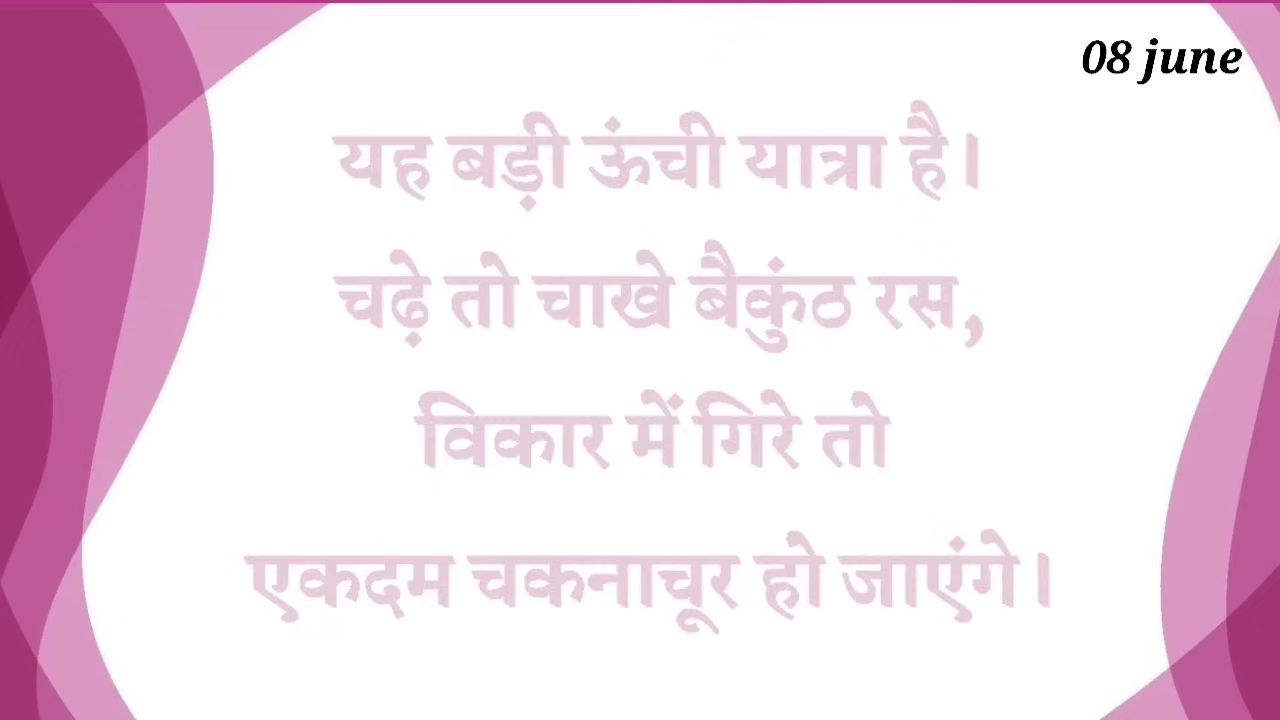 08 june
यह बड़ी ऊंची यात्रा है।
चढ़े तो चाखे बैकुंठ रस,
विकार में गिरे तो
एकदम चकनाचूर हो जाएंगे।